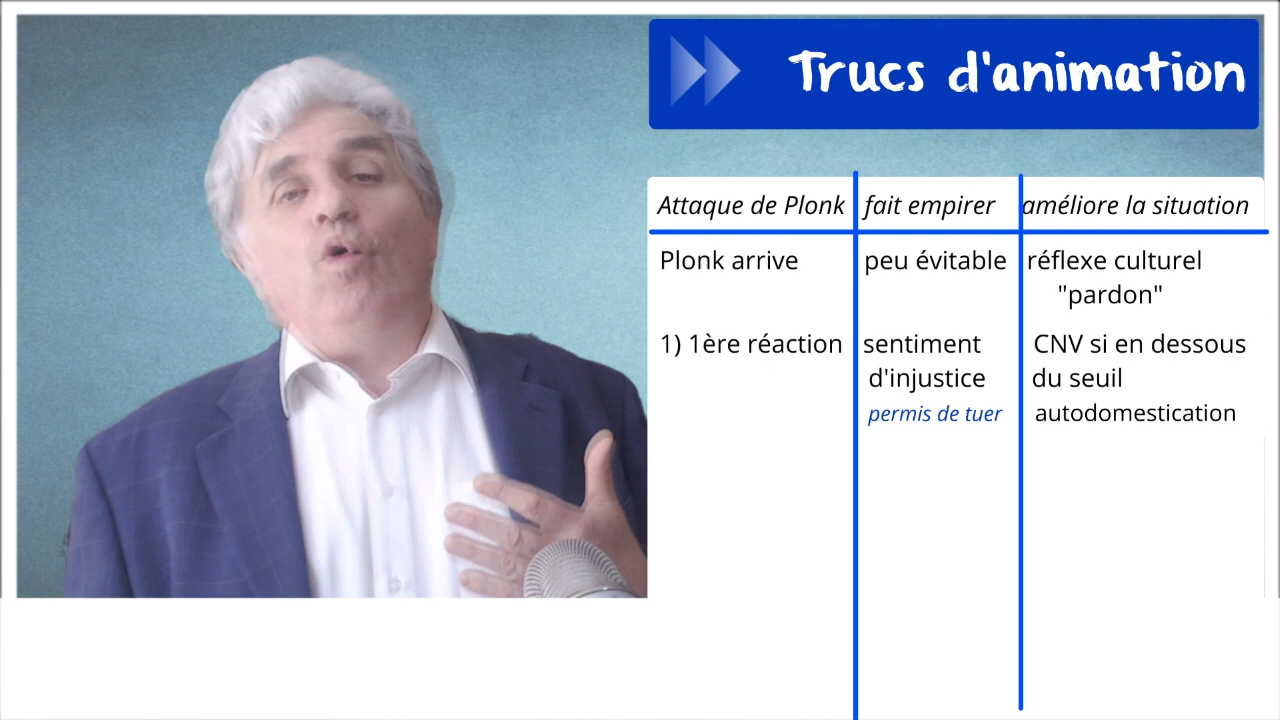 Trucs d'animation
Attaque de Plonk fait empirer améliore la situation
Plonk arrive peu évitable réflexe culturel
"pardon"
1) 1ère réaction sentiment CNV si en dessous
d'injustice du seuil
permis de tuer autodomestication